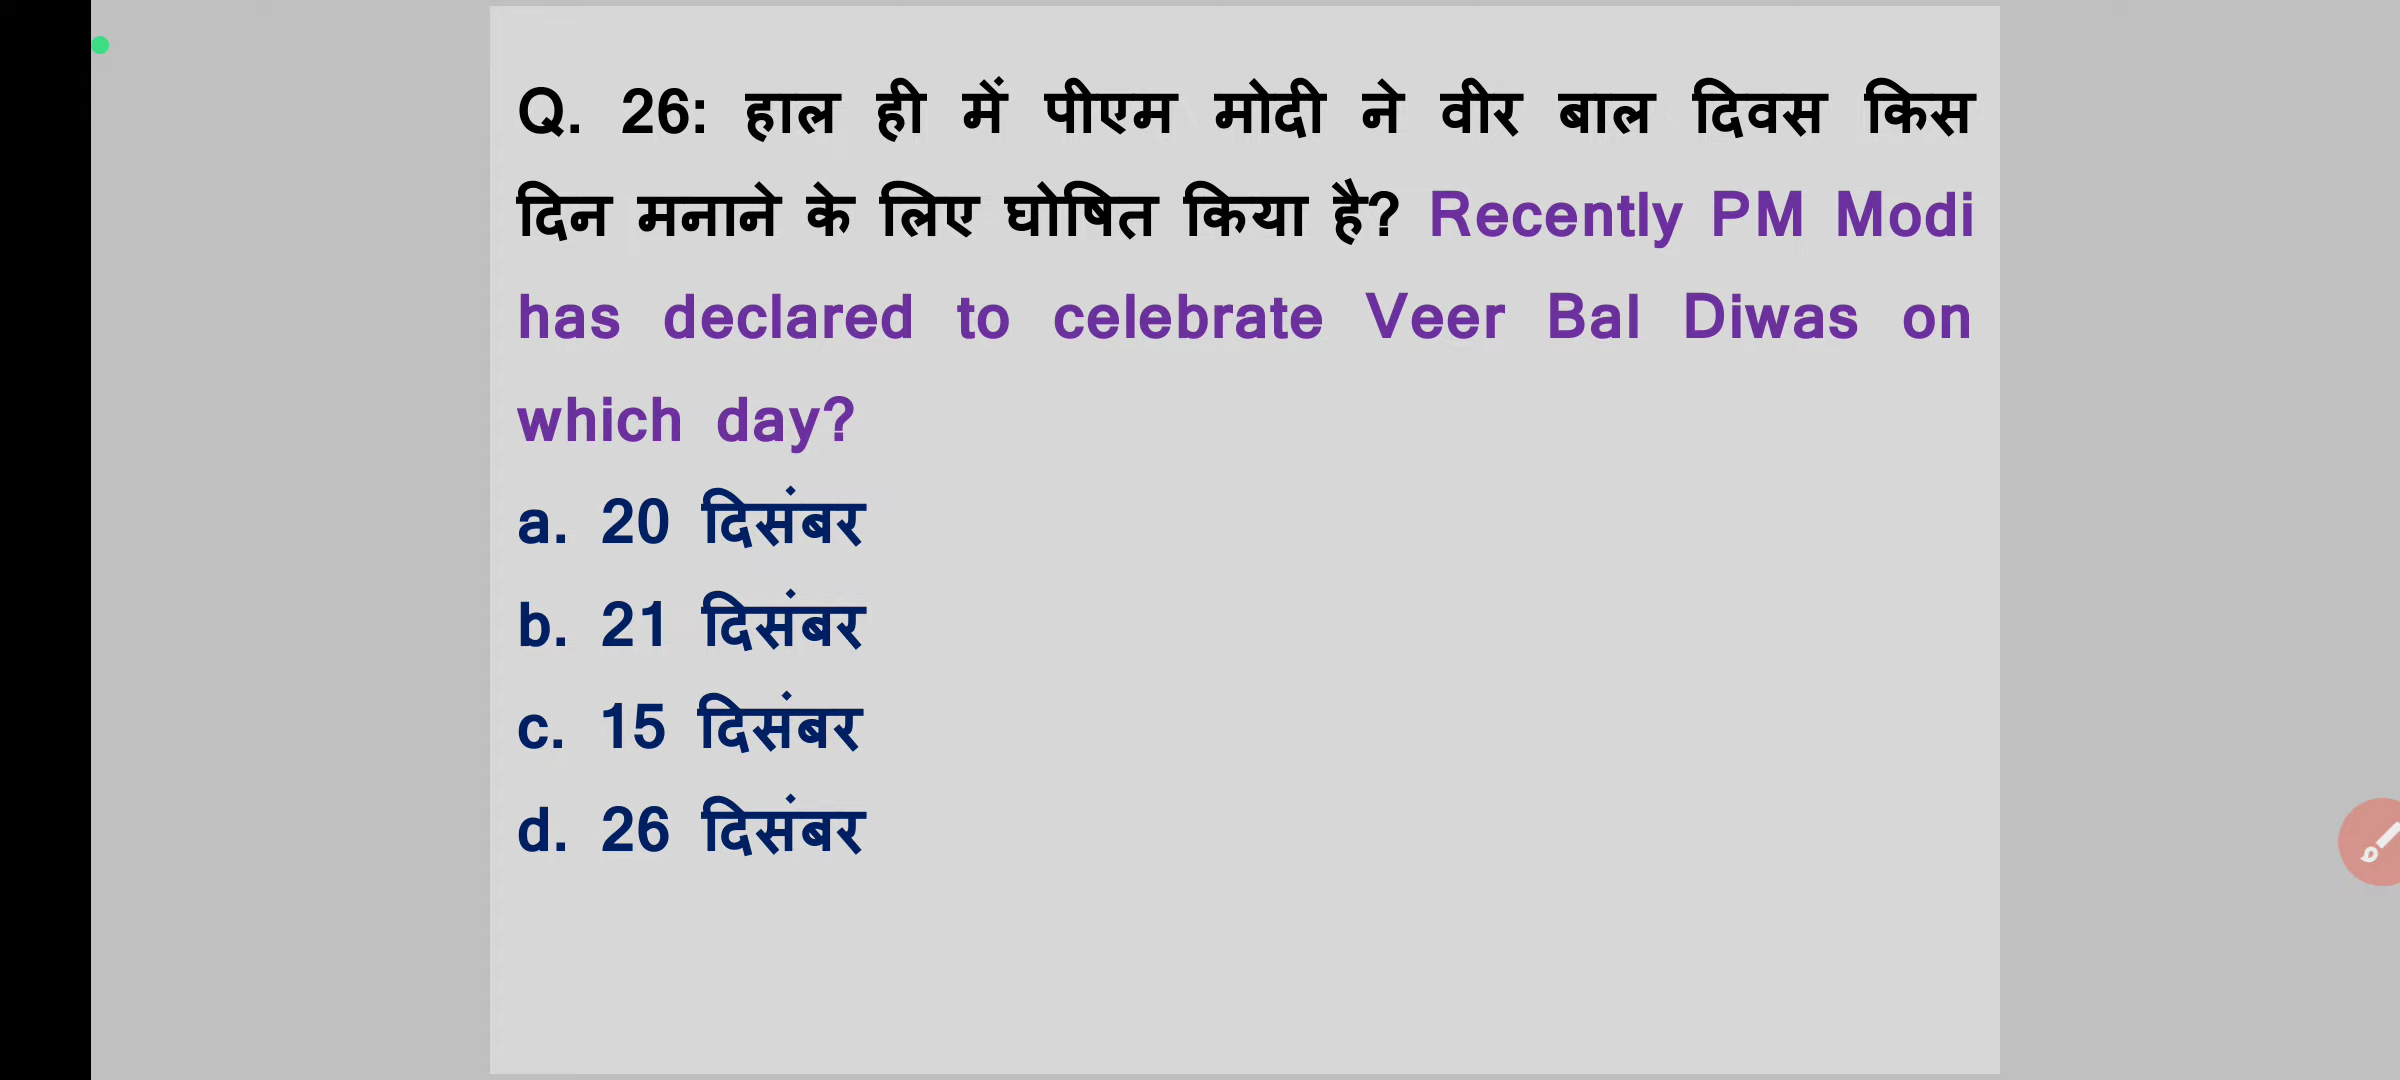 Q. 26: हाल ही में पीएम मोदी ने वीर बाल दिवस किस
दिन मनाने के लिए घोषित किया है? Recently PM Modi
has declared to celebrate Veer Bal Diwas on
which day?
a. 20 दिसंबर
b. 21 दिसंबर
c. 15 दिसंबर
d. 26 दिसंबर